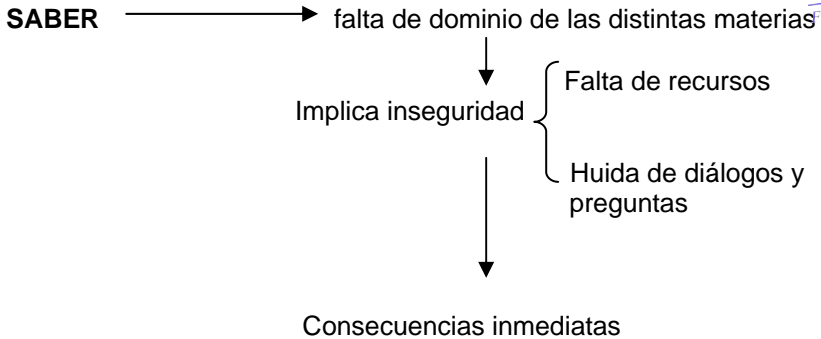 SABER falta de dominio de las distintas materias
Falta de recursos
Implica inseguridad
Huida de diálogos y
preguntas
Consecuencias inmediatas